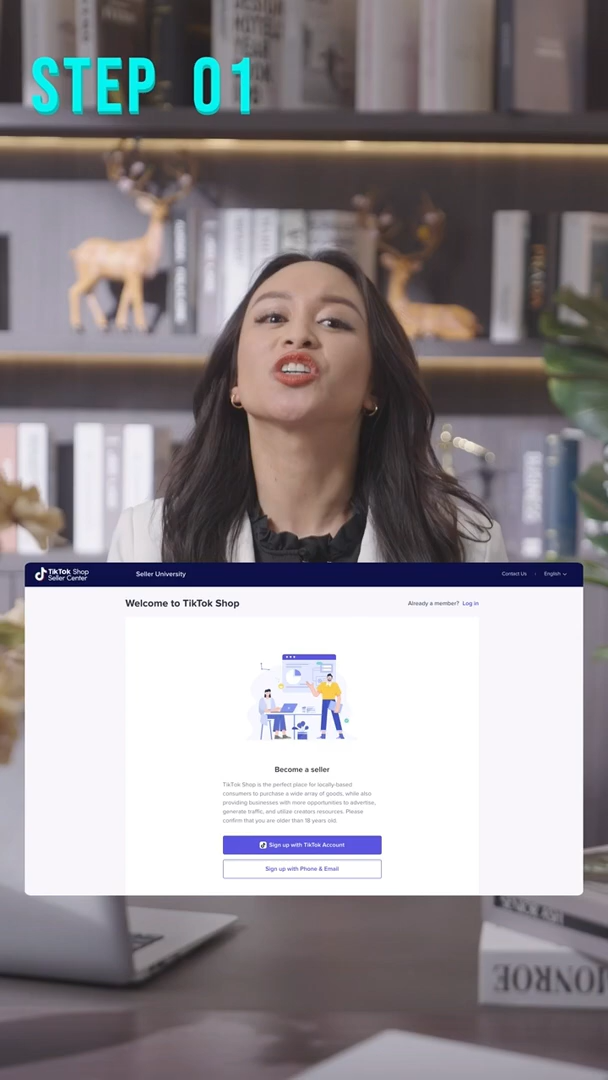 STEP 01
PRADA
BUSINESS
TikTok Shop
Seller Center
Seller University
Contact Us
English
Welcome to TikTok Shop
Already a member? Log in
Become a seller
TikTok Shop is the perfect place for locally-based
consumers to purchase a wide array of goods, while also
providing businesses with more opportunities to advertise,
generate traffic, and utilize creators resources. Please
confirm that you are older than 18 years old.
Sign up with TikTok Account
Sign up with Phone & Email
MONROE